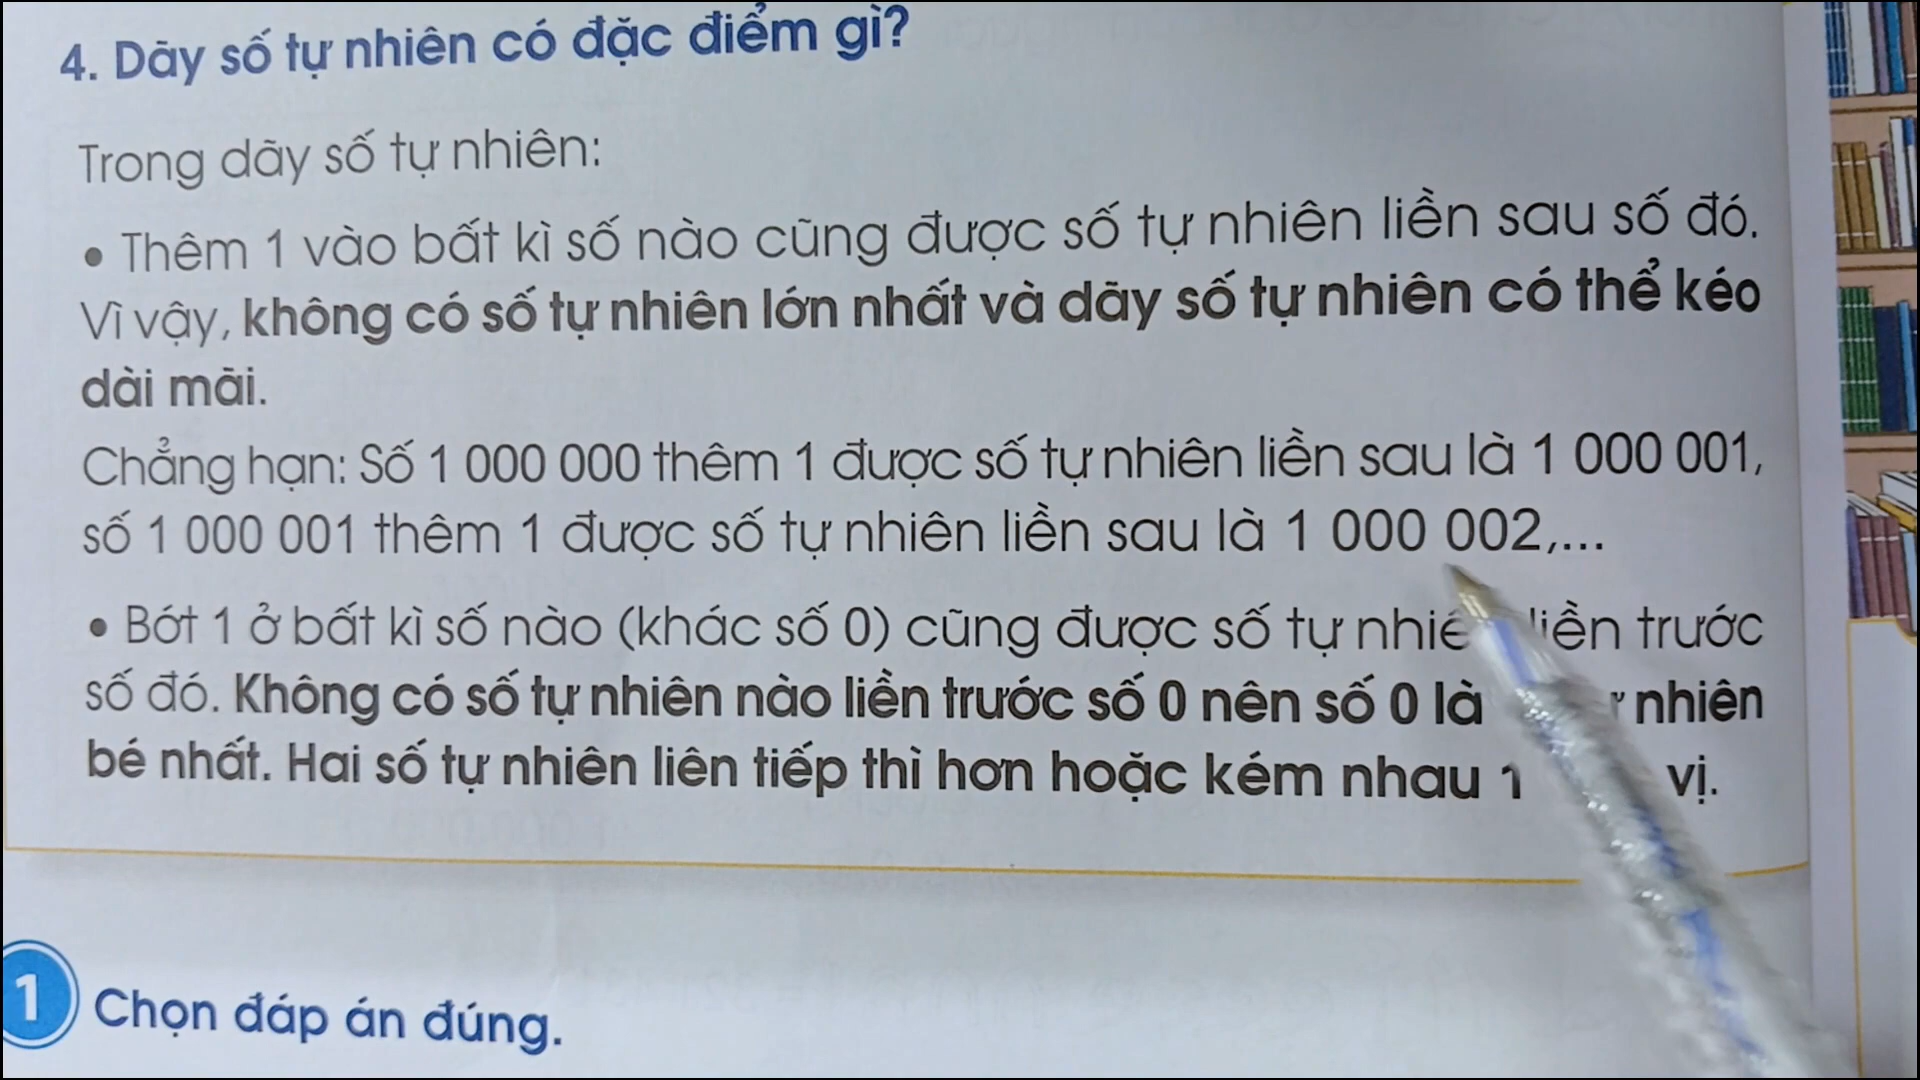 4. Dãy số tự nhiên có đặc điểm gì?
Trong dãy số tự nhiên:
• Thêm 1 vào bất kì số nào cũng được số tự nhiên liền sau số đó.
Vì vậy, không có số tự nhiên lớn nhất và dãy số tự nhiên có thể kéo
dài mãi.
Chẳng hạn: Số 1 000 000 thêm 1 được số tự nhiên liền sau là 1 000 001,
số 1 000 001 thêm 1 được số tự nhiên liền sau là 1 000 002,...
• Bớt 1 ở bất kì số nào (khác số 0) cũng được số tự liền trước
số đó. Không có số tự nhiên nào liền trước số 0 nên số 0 là nhiên
bé nhất. Hai số tự nhiên liên tiếp thì hơn hoặc kém nhau 1 vị.
1 Chọn đáp án đúng.